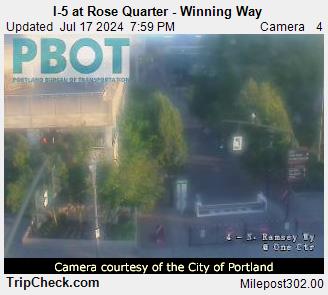 I-5 at Rose Quarter - Winning Way
Updated Jul 17 2024 7:59 PM Camera 4
PBOT
PORTLAND BUREAU OF TRANSPORTATION
4 - N. Ramsey Wy
@ One Ctr
Camera courtesy of the City of Portland
TripCheck.com Milepost302.00